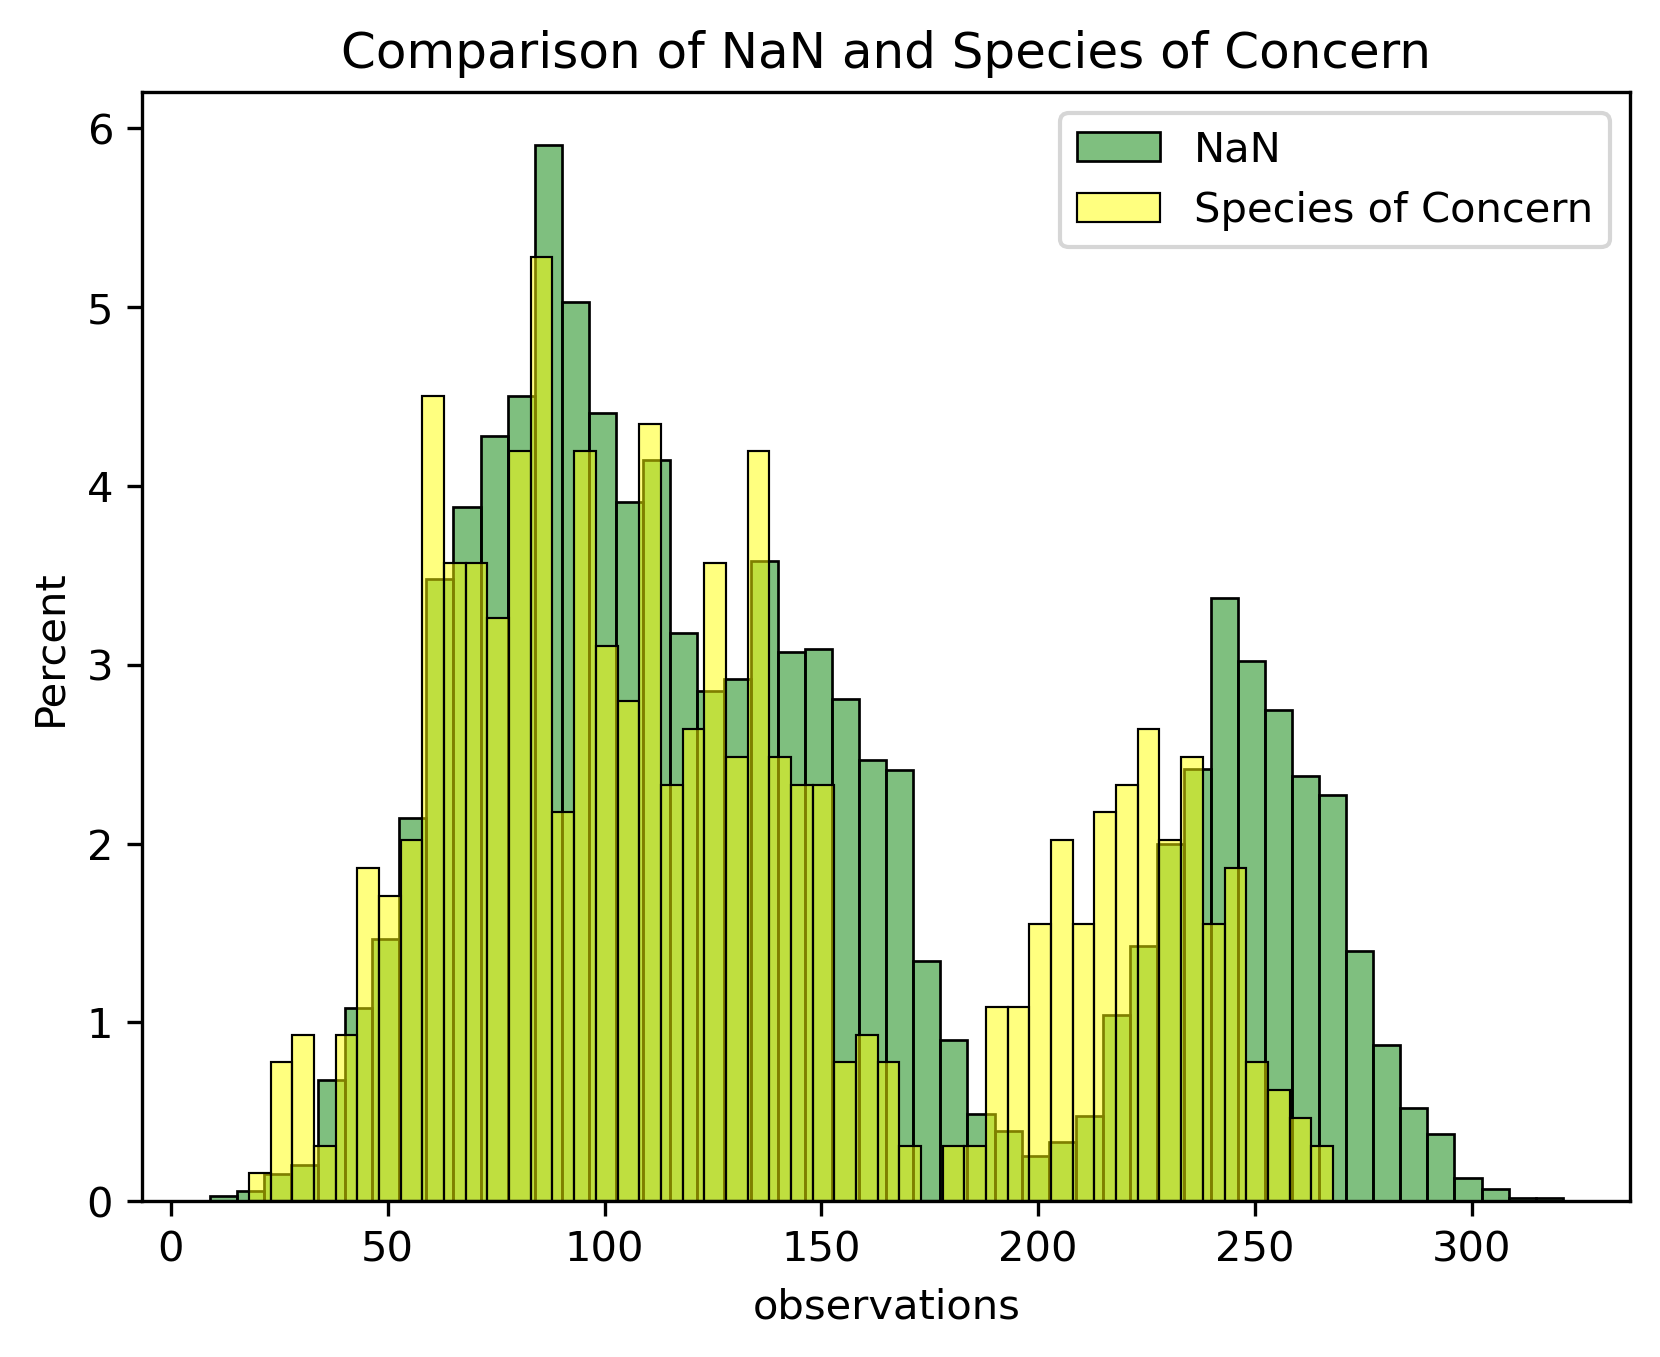 Comparison of NaN and Species of Concern
NaN
Species of Concern
6
5
4
3
2
1
0
Percent
0 50 100 150 200 250 300
observations